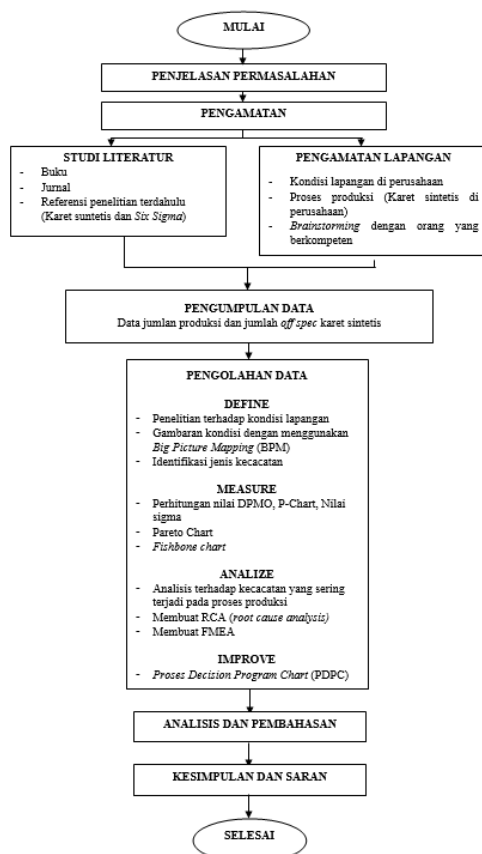 MULAI
PENJELASAN PERMASALAHAN
PENGAMATAN
STUDI LITERATUR
- Buku
- Jurnal
- Referensi penelitian terdahulu
(Karet suntetis dan Six Sigma)
PENGAMATAN LAPANGAN
- Kondisi lapangan di perusahaan
- Proses produksi (Karet sintetis di
perusahaan)
- Brainstorming dengan orang yang
berkompeten
PENGUMPULAN DATA
Data jumlah produksi dan jumlah off spec karet sintetis
PENGOLAHAN DATA
DEFINE
- Penelitian terhadap kondisi lapangan
- Gambaran kondisi dengan menggunakan
Big Picture Mapping (BPM)
- Identifikasi jenis kecacatan
MEASURE
- Perhitungan nilai DPMO, P-Chart, Nilai
sigma
- Pareto Chart
- Fishbone chart
ANALIZE
- Analisis terhadap kecacatan yang sering
terjadi pada proses produksi
- Membuat RCA (root cause analysis)
- Membuat FMEA
IMPROVE
- Proses Decision Program Chart (PDPC)
ANALISIS DAN PEMBAHASAN
KESIMPULAN DAN SARAN
SELESAI